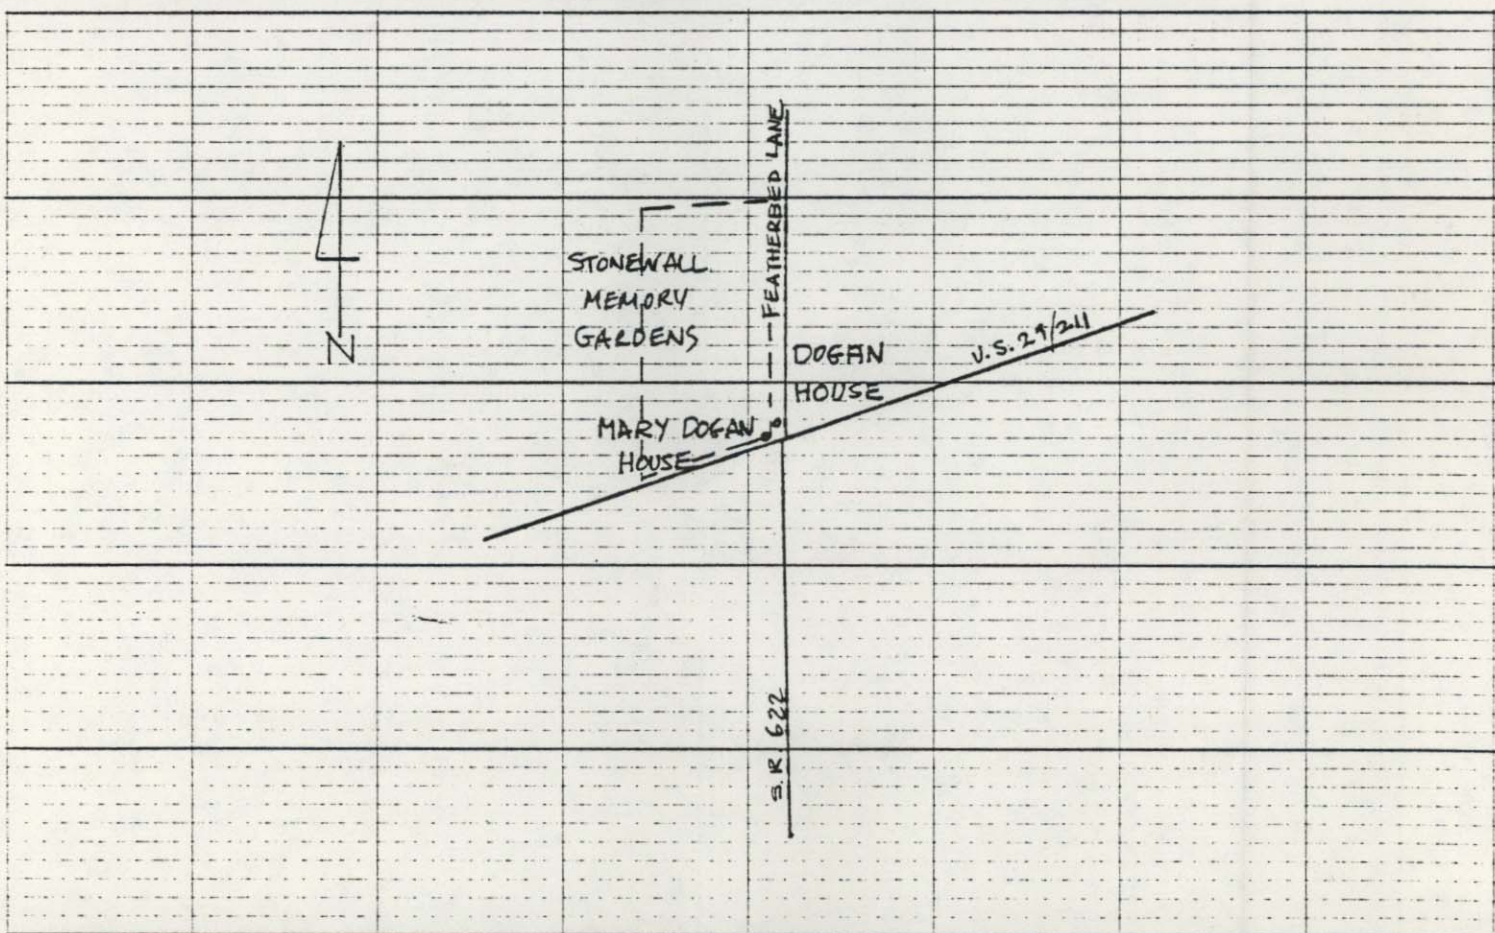 FEATHERBED LANE
STONEWALL
MEMORY
GARDENS
N
U.S. 29/211
DOGAN
HOUSE
MARY DOGAN
HOUSE
S.R. 622